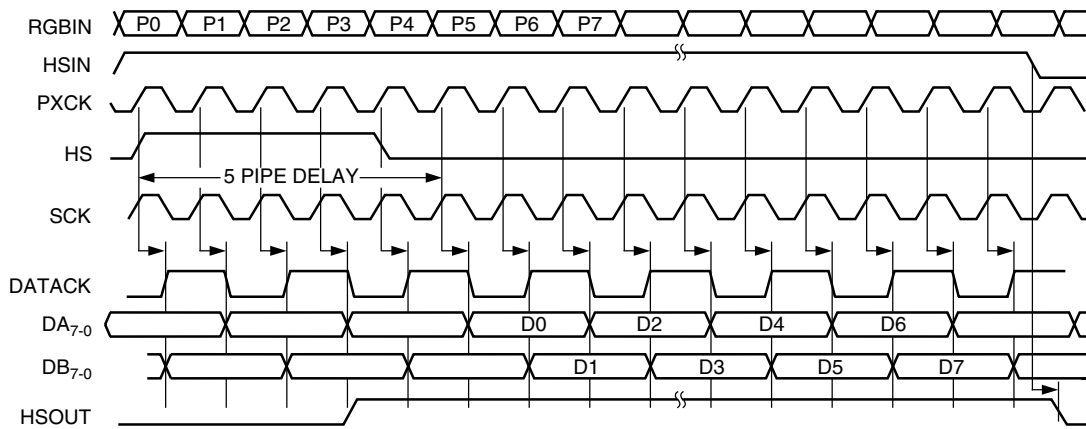 RGBIN P0 P1 P2 P3 P4 P5 P6 P7
HSIN
PXCK
HS
5 PIPE DELAY
SCK
DATACK
DA7-0 D0 D2 D4 D6
DB7-0 D1 D3 D5 D7
HSOUT